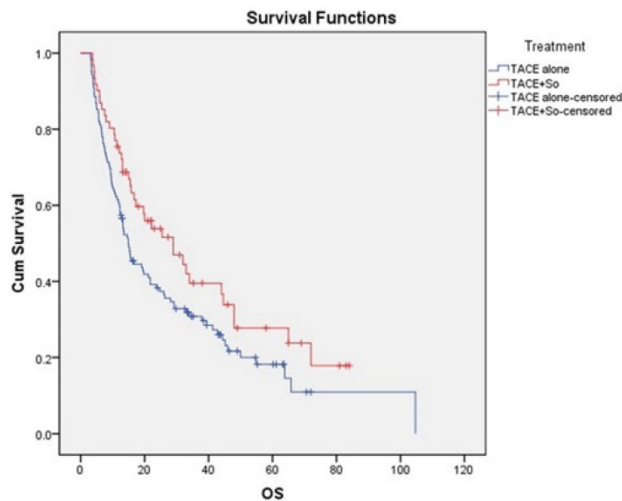 Survival Functions
Treatment
TACE alone
TACE+So
TACE alone-censored
TACE+So-censored
Cum Survival
1.0
0.8
0.6
0.4
0.2
0.0
0 20 40 60 80 100 120
OS